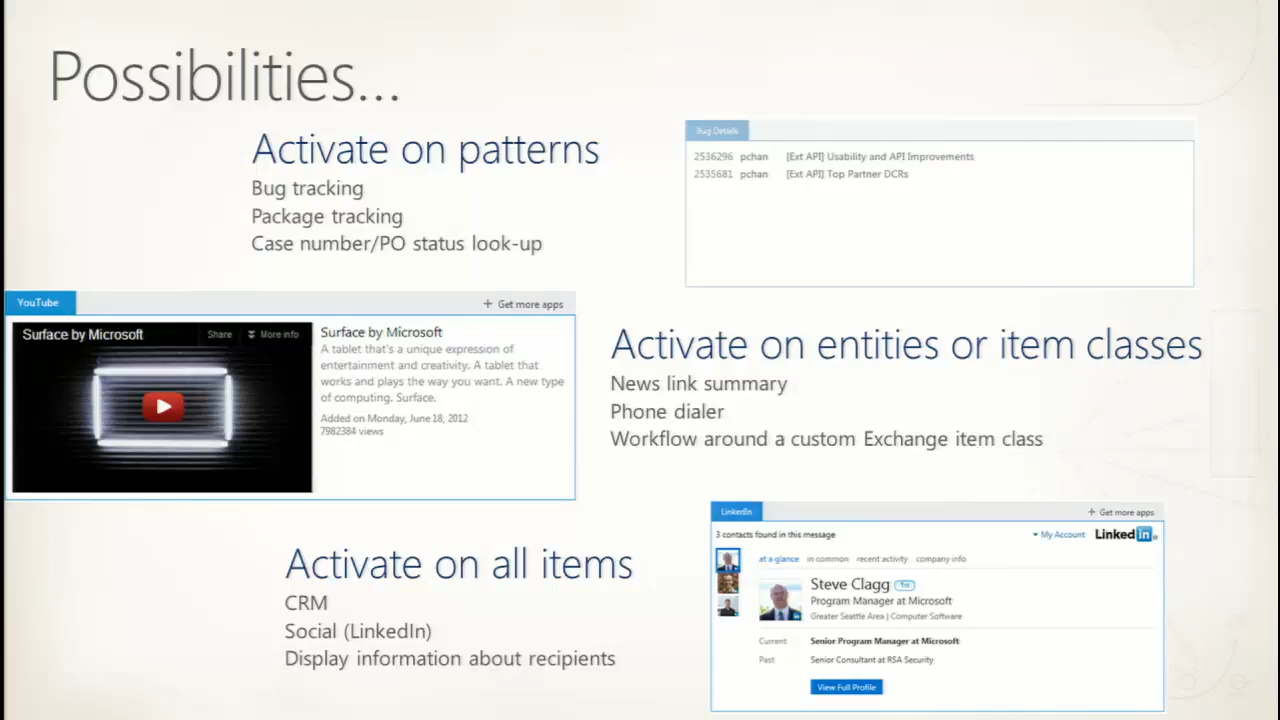 Possibilities...
Activate on patterns
Bug tracking
Package tracking
Case number/PO status look-up
Bug Details
2536296 pchan [Ext API] Usability and API Improvements
2535681 pchan [Ext API] Top Partner DCRs
YouTube
+ Get more apps
Surface by Microsoft
Share
More info
Surface by Microsoft
A tablet that's a unique expression of
entertainment and creativity. A tablet that
works and plays the way you want. A new type
of computing. Surface.
Added on Monday, June 18, 2012
7982384 views
Activate on entities or item classes
News link summary
Phone dialer
Workflow around a custom Exchange item class
Activate on all items
CRM
Social (LinkedIn)
Display information about recipients
LinkedIn
+ Get more apps
3 contacts found in this message
My Account
LinkedIn
at a glance in common recent activity company info
Steve Clagg 1st
Program Manager at Microsoft
Greater Seattle Area | Computer Software
Current Senior Program Manager at Microsoft
Past Senior Consultant at RSA Security
View Full Profile